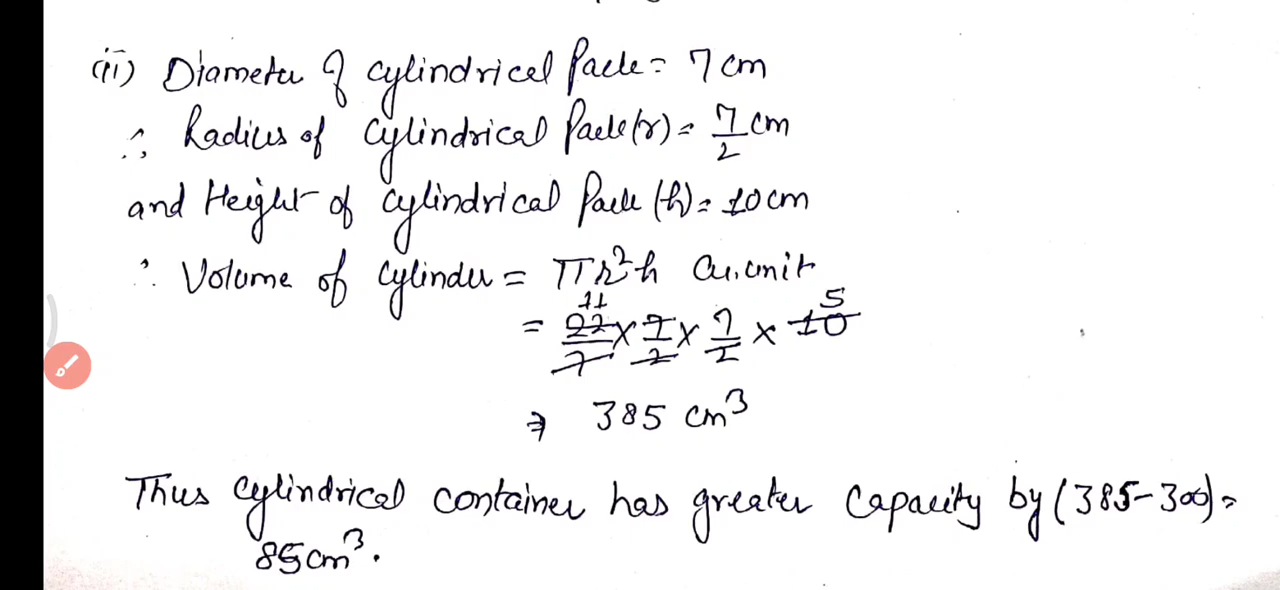 (ii) Diameter of cylindrical Pack = 7 cm
∴ Radius of cylindrical Pack (r) = 7/2 cm
and Height of cylindrical Pack (h) = 10 cm
∴ Volume of cylinder = πr²h cu. unit
= 22/7 × 7/2 × 7/2 × 10
11 5
⇒ 385 cm³
Thus cylindrical container has greater capacity by (385-300) =
85 cm³.